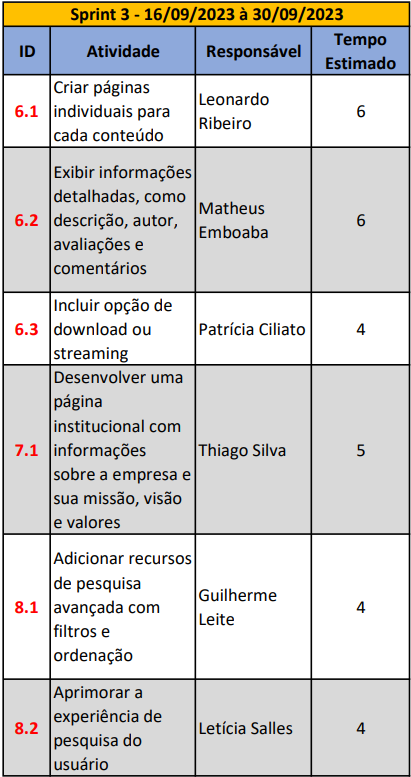 Sprint 3 - 16/09/2023 à 30/09/2023
ID Atividade Responsável Tempo
Estimado
6.1 Criar páginas
individuais para
cada conteúdo Leonardo
Ribeiro 6
6.2 Exibir informações
detalhadas, como
descrição, autor,
avaliações e
comentários Matheus
Emboaba 6
6.3 Incluir opção de
download ou
streaming Patrícia Ciliato 4
7.1 Desenvolver uma
página
institucional com
informações
sobre a empresa e
sua missão, visão
e valores Thiago Silva 5
8.1 Adicionar recursos
de pesquisa
avançada com
filtros e
ordenação Guilherme
Leite 4
8.2 Aprimorar a
experiência de
pesquisa do
usuário Letícia Salles 4